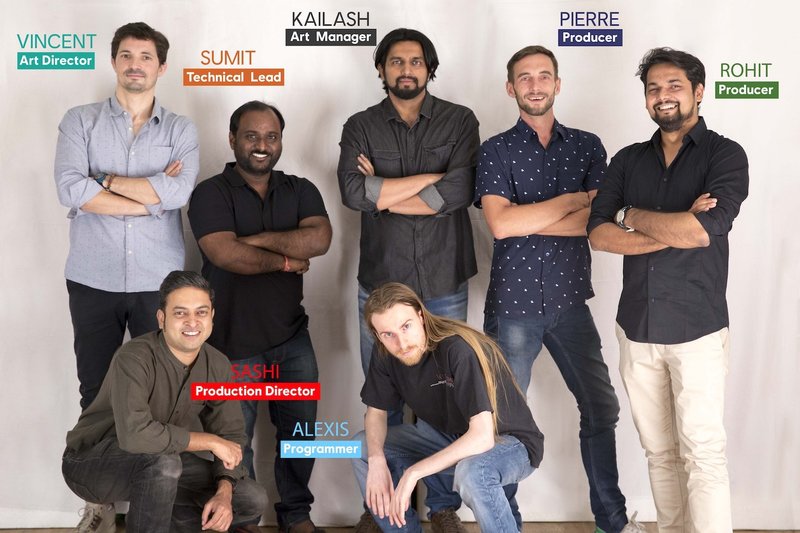 VINCENT
Art Director
SUMIT
Technical Lead
KAILASH
Art Manager
PIERRE
Producer
ROHIT
Producer
SASHI
Production Director
ALEXIS
Programmer